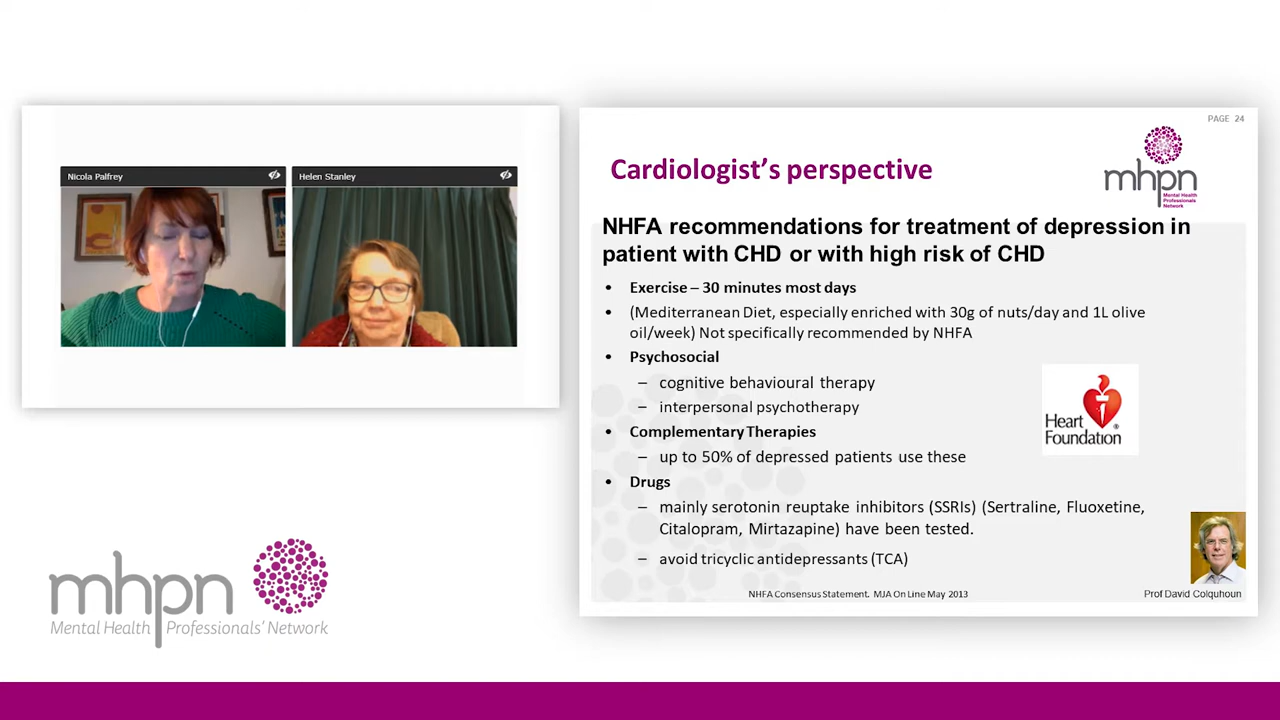 Nicola Palfrey
Helen Stanley
mhpn
Mental Health Professionals' Network
PAGE 24
Cardiologist's perspective
mhpn
Mental Health
Professionals
Network
NHFA recommendations for treatment of depression in
patient with CHD or with high risk of CHD
• Exercise – 30 minutes most days
• (Mediterranean Diet, especially enriched with 30g of nuts/day and 1L olive
oil/week) Not specifically recommended by NHFA
• Psychosocial
– cognitive behavioural therapy
– interpersonal psychotherapy
• Complementary Therapies
– up to 50% of depressed patients use these
• Drugs
– mainly serotonin reuptake inhibitors (SSRIs) (Sertraline, Fluoxetine,
Citalopram, Mirtazapine) have been tested.
– avoid tricyclic antidepressants (TCA)
Heart
Foundation
®
NHFA Consensus Statement. MJA On Line May 2013
Prof David Colquhoun